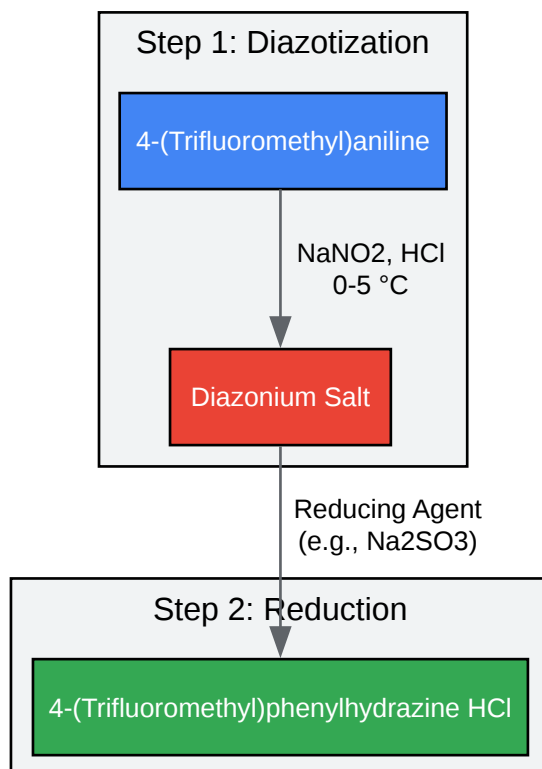 Step 1: Diazotization
4-(Trifluoromethyl)aniline
NaNO2, HCl
0-5 °C
Diazonium Salt
Reducing Agent
(e.g., Na2SO3)
Step 2: Reduction
4-(Trifluoromethyl)phenylhydrazine HCl